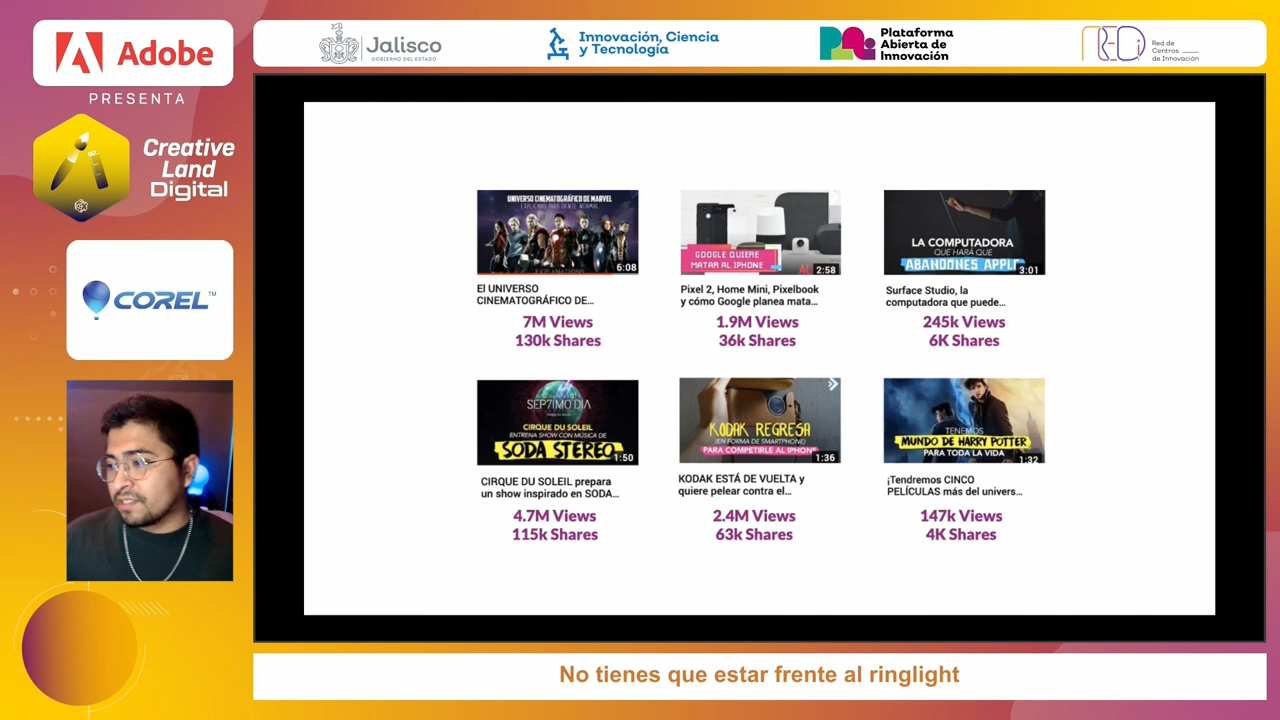 Adobe
PRESENTA
Creative
Land
Digital
COREL™
Jalisco
GOBIERNO DEL ESTADO
Innovación, Ciencia
y Tecnología
Plataforma
Abierta de
Innovación
REDI
Red de
Centros
de Innovación
UNIVERSO CINEMATOGRÁFICO DE MARVEL
EXPLICADO PARA GENTE NORMAL
6:08
El UNIVERSO
CINEMATOGRÁFICO DE...
7M Views
130k Shares
GOOGLE QUIERE
MATAR AL IPHONE
2:58
Pixel 2, Home Mini, Pixelbook
y cómo Google planea mata...
1.9M Views
36k Shares
LA COMPUTADORA
QUE HARÁ QUE
ABANDONES APPLE
3:01
Surface Studio, la
computadora que puede...
245k Views
6K Shares
SEP7IMO DIA
CIRQUE DU SOLEIL
ENTRENA SHOW CON MÚSICA DE
SODA STEREO
1:50
CIRQUE DU SOLEIL prepara
un show inspirado en SODA...
4.7M Views
115k Shares
KODAK REGRESA
(EN FORMA DE SMARTPHONE)
PARA COMPETIRLE AL IPHONE
1:36
KODAK ESTÁ DE VUELTA y
quiere pelear contra el...
2.4M Views
63k Shares
TENEMOS
MUNDO DE HARRY POTTER
PARA TODA LA VIDA
1:32
¡Tendremos CINCO
PELÍCULAS más del univers...
147k Views
4K Shares
No tienes que estar frente al ringlight